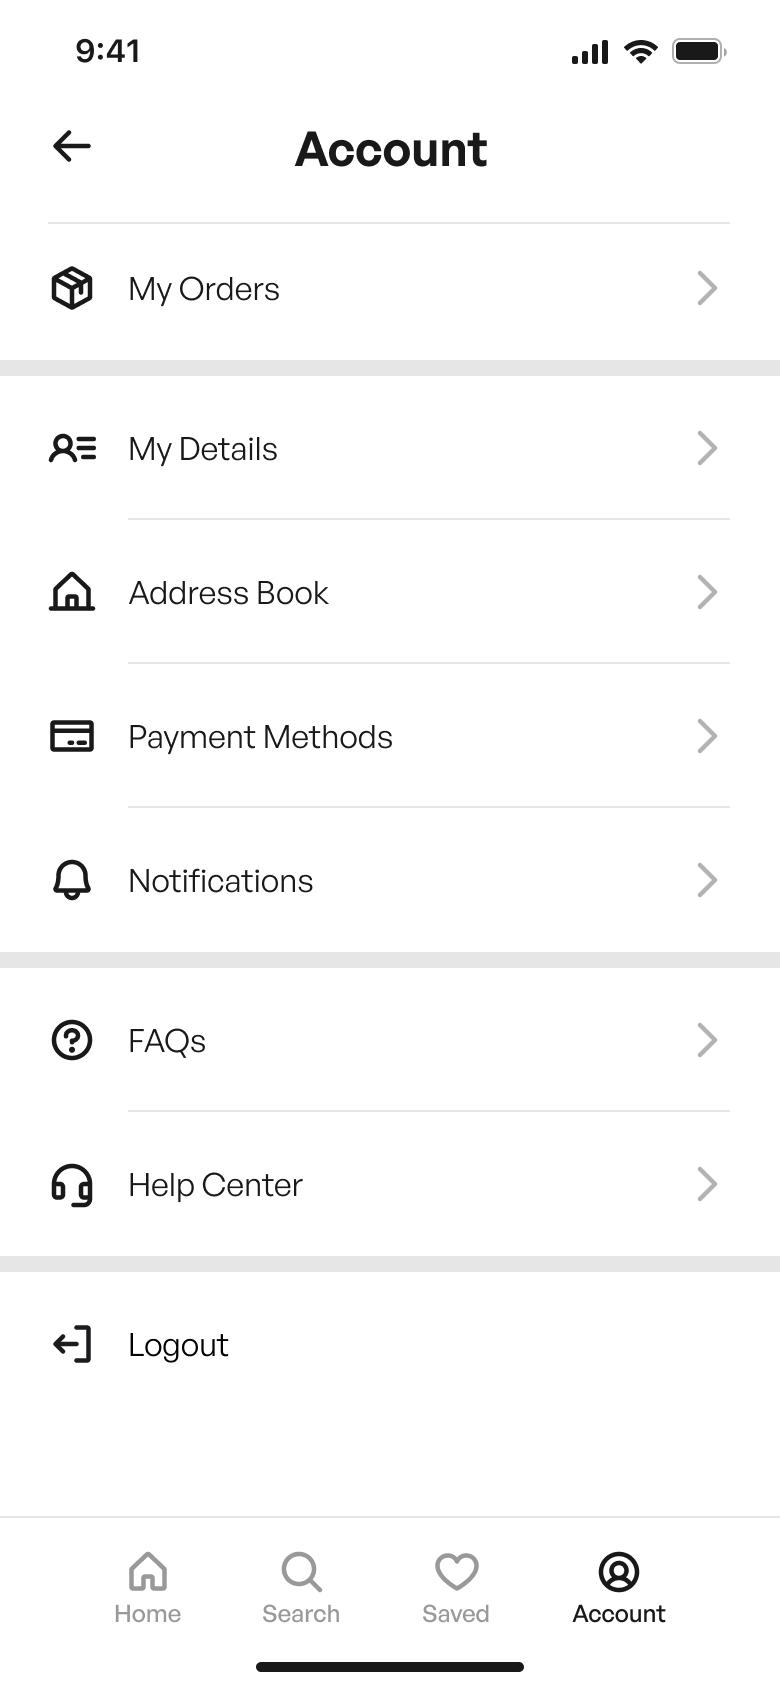 9:41
Account
My Orders
My Details
Address Book
Payment Methods
Notifications
FAQs
Help Center
Logout
Home Search Saved Account